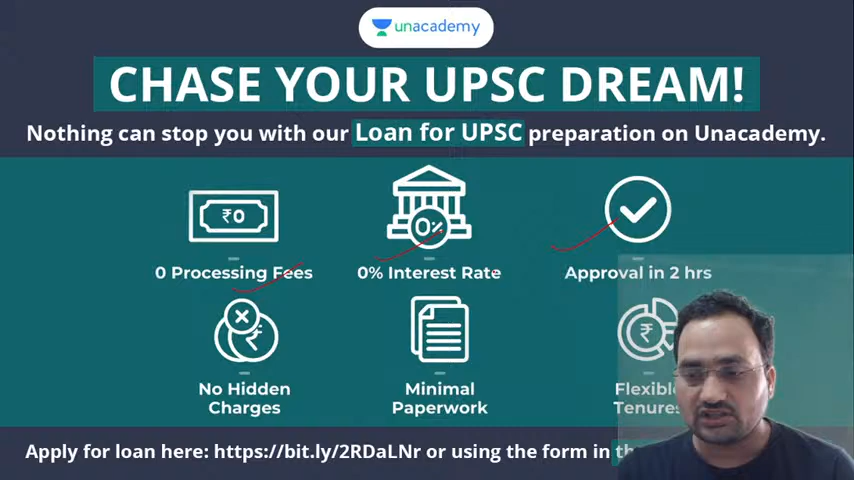 unacademy
CHASE YOUR UPSC DREAM!
Nothing can stop you with our Loan for UPSC preparation on Unacademy.
₹0
0%
0 Processing Fees
0% Interest Rate
Approval in 2 hrs
₹
₹
No Hidden
Charges
Minimal
Paperwork
Flexible
Tenures
Apply for loan here: https://bit.ly/2RDaLNr or using the form in